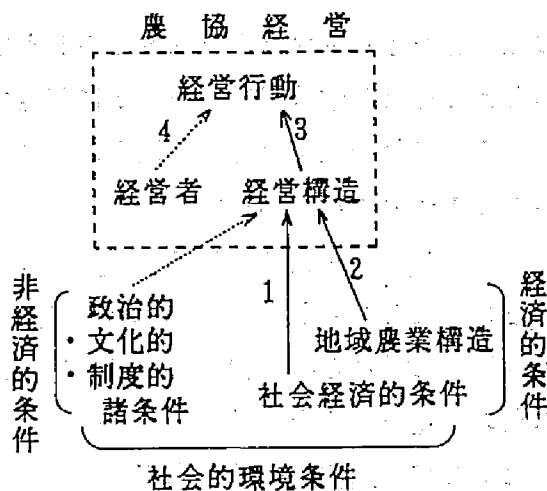 農協経営
経営行動
4
3
経営者
経営構造
1
2
非経済的条件
政治的
・文化的
・制度的
諸条件
地域農業構造
社会経済的条件
経済的条件
社会的環境条件